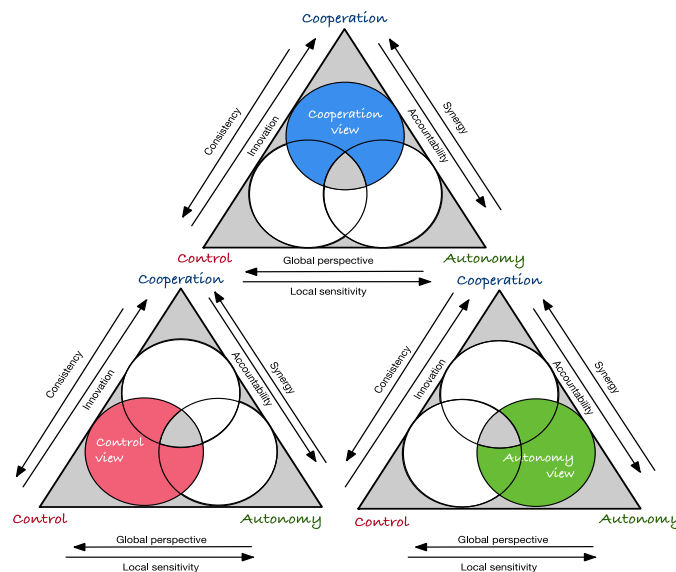 Cooperation
Consistency
Innovation
Cooperation
view
Accountability
Synergy
Control
Global perspective
Autonomy
Local sensitivity
Cooperation
Consistency
Innovation
Accountability
Synergy
Control
view
Control
Autonomy
Global perspective
Local sensitivity
Cooperation
Consistency
Innovation
Accountability
Synergy
Autonomy
view
Control
Autonomy
Global perspective
Local sensitivity